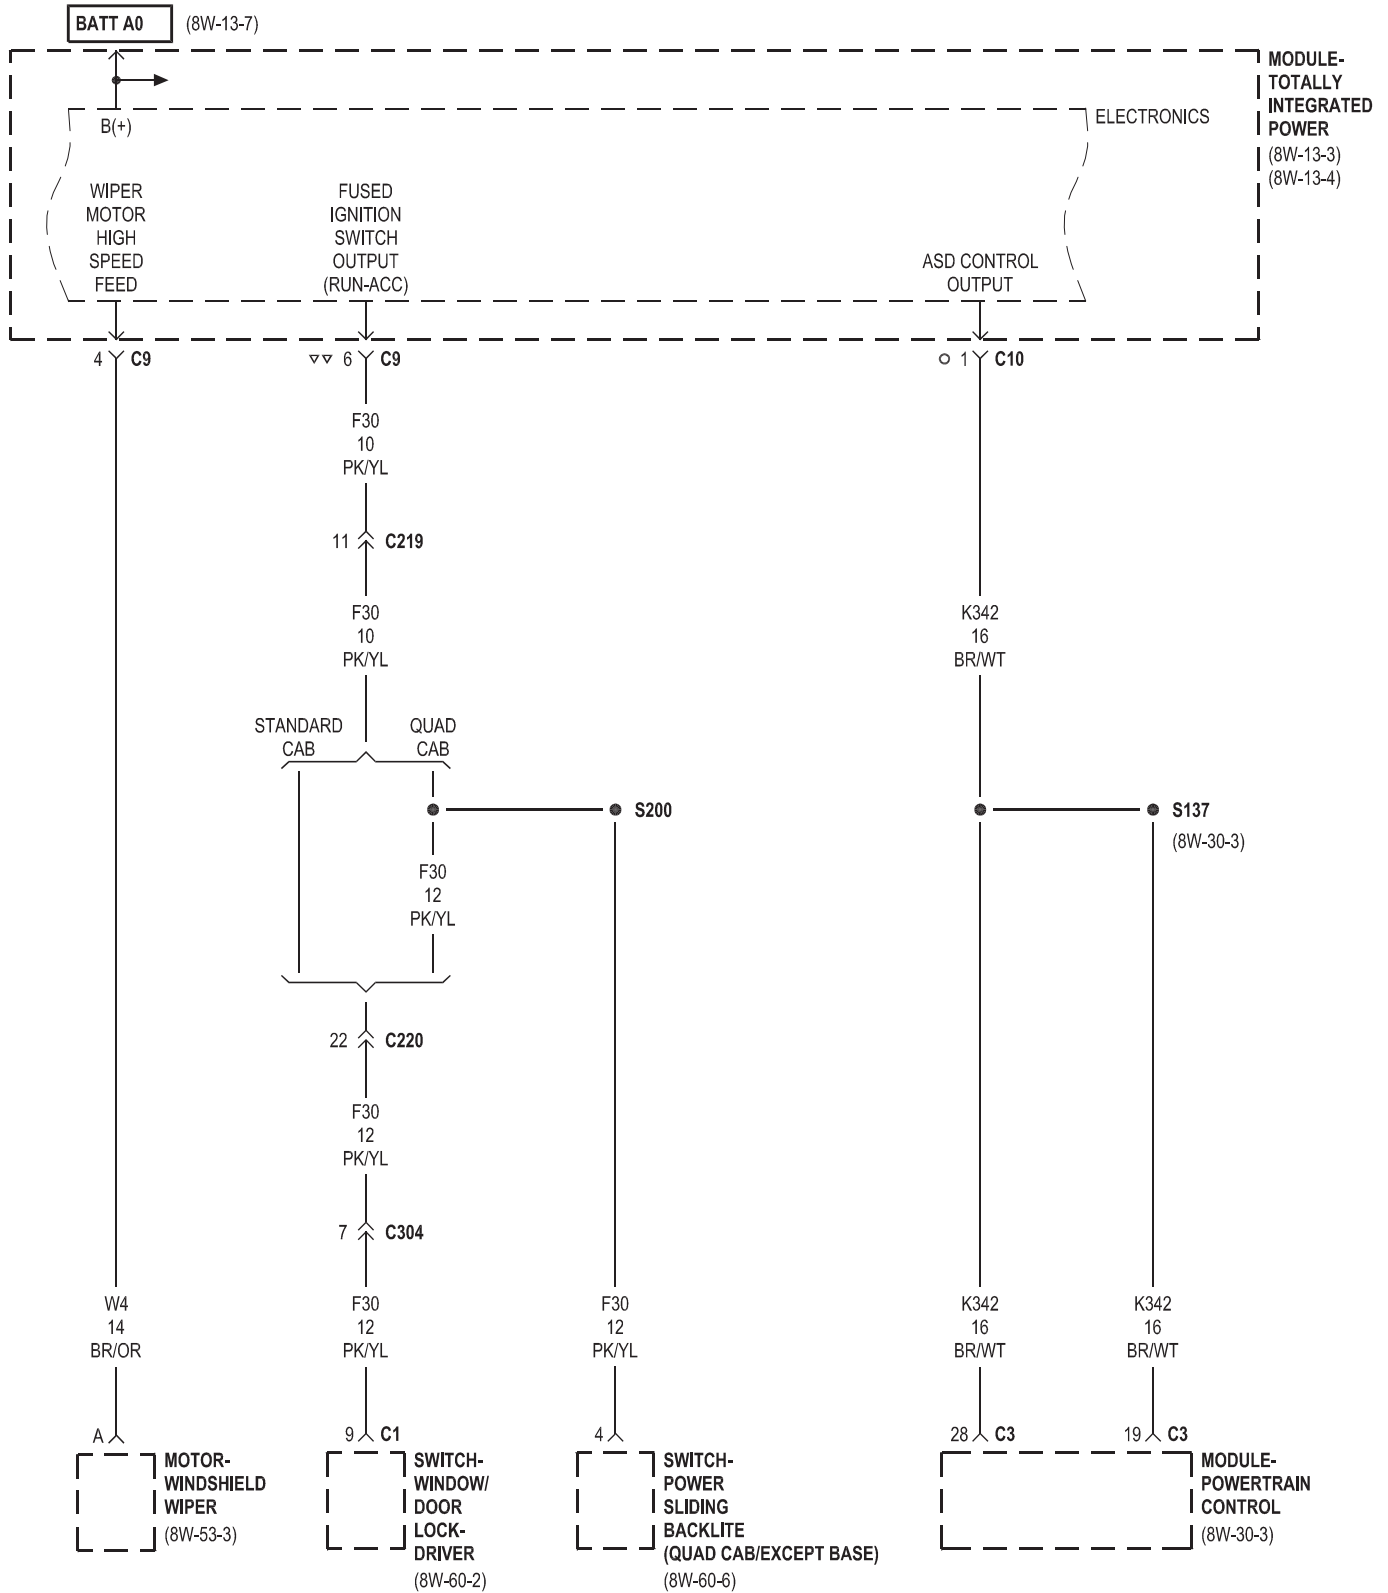 BATT A0 (8W-13-7)
MODULE-
TOTALLY
INTEGRATED
POWER
(8W-13-3)
(8W-13-4)
B(+)
ELECTRONICS
WIPER
MOTOR
HIGH
SPEED
FEED
FUSED
IGNITION
SWITCH
OUTPUT
(RUN-ACC)
ASD CONTROL
OUTPUT
4 C9
6 C9
1 C10
F30
10
PK/YL
11 C219
F30
10
PK/YL
K342
16
BR/WT
STANDARD
CAB
QUAD
CAB
S200
S137
(8W-30-3)
F30
12
PK/YL
22 C220
F30
12
PK/YL
7 C304
W4
14
BR/OR
F30
12
PK/YL
F30
12
PK/YL
K342
16
BR/WT
K342
16
BR/WT
A
9 C1
4
28 C3
19 C3
MOTOR-
WINDSHIELD
WIPER
(8W-53-3)
SWITCH-
WINDOW/
DOOR
LOCK-
DRIVER
(8W-60-2)
SWITCH-
POWER
SLIDING
BACKLITE
(QUAD CAB/EXCEPT BASE)
(8W-60-6)
MODULE-
POWERTRAIN
CONTROL
(8W-30-3)